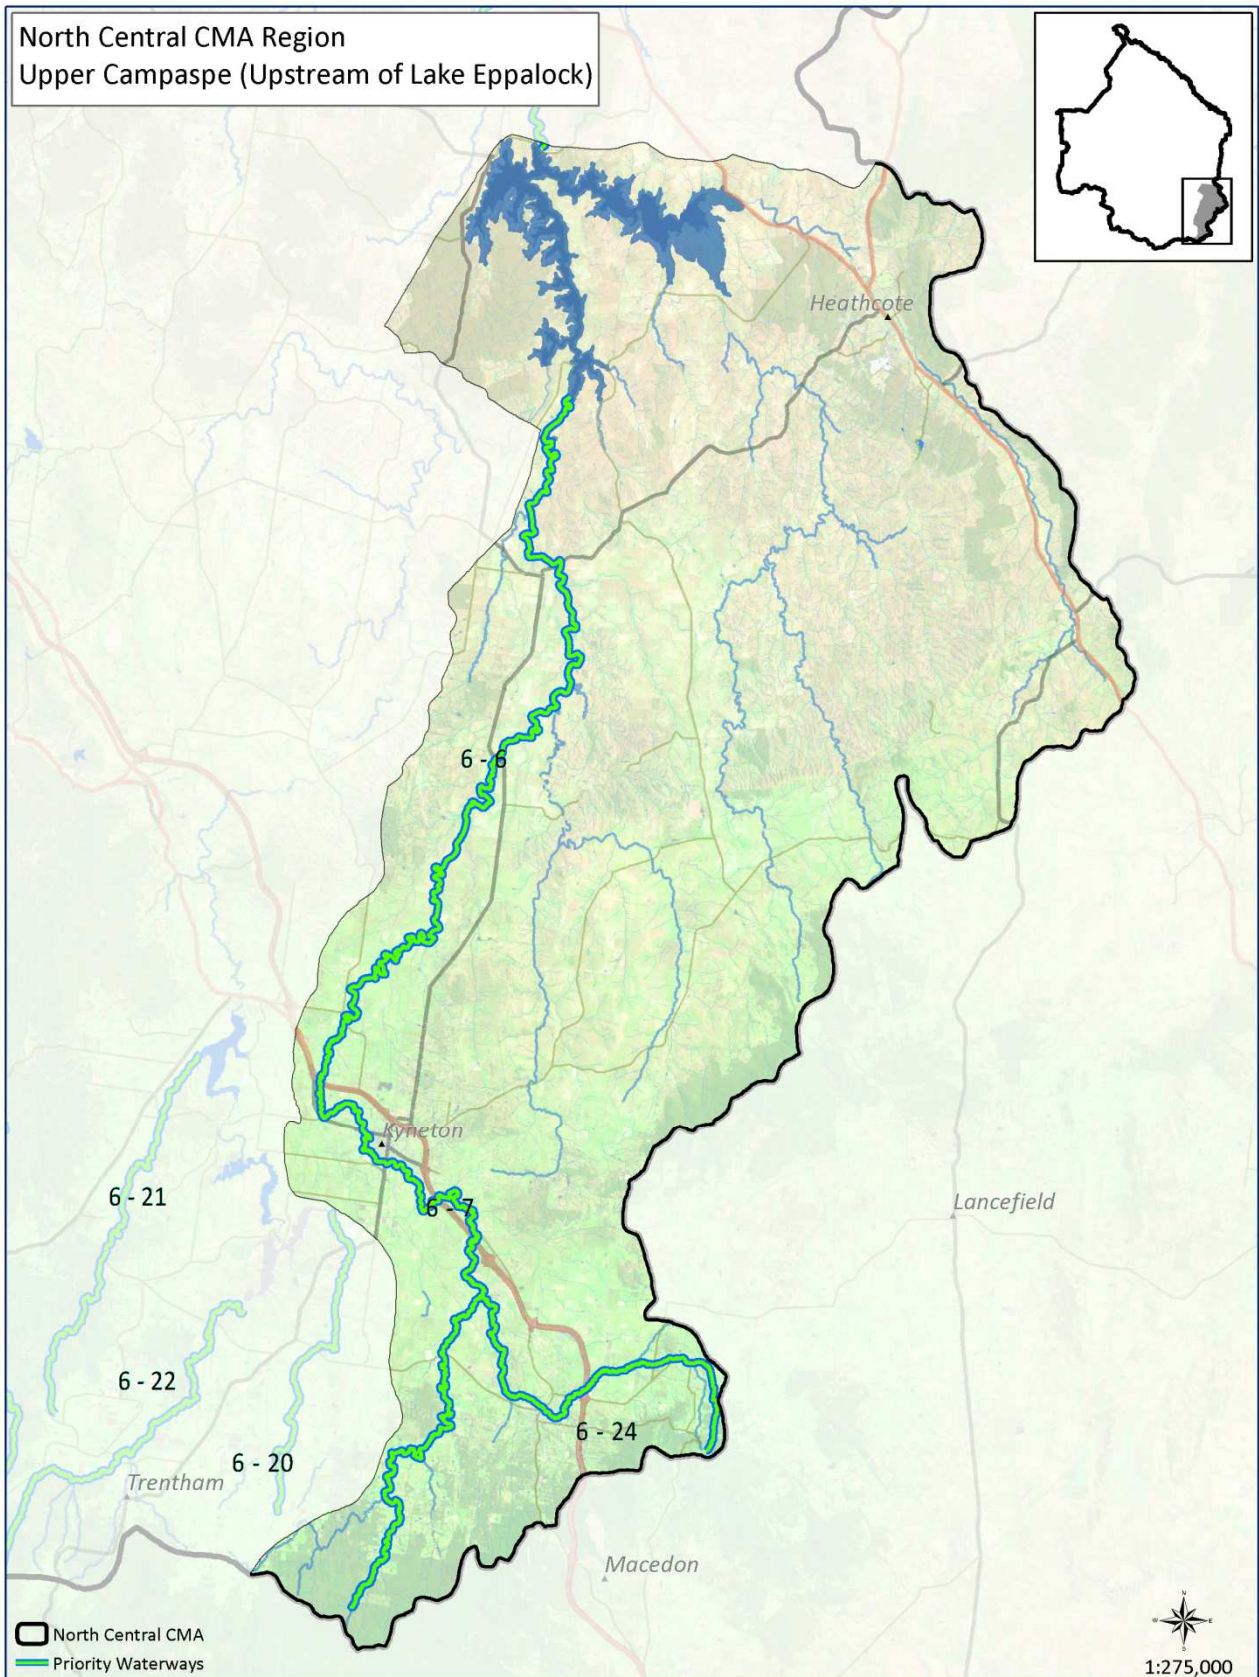 North Central CMA Region
Upper Campaspe (Upstream of Lake Eppalock)
Heathcote
6 - 6
Kyneton
6 - 21
6 - 7
Lancefield
6 - 22
6 - 24
6 - 20
Trentham
Macedon
N
W E
S
North Central CMA
Priority Waterways
1:275,000